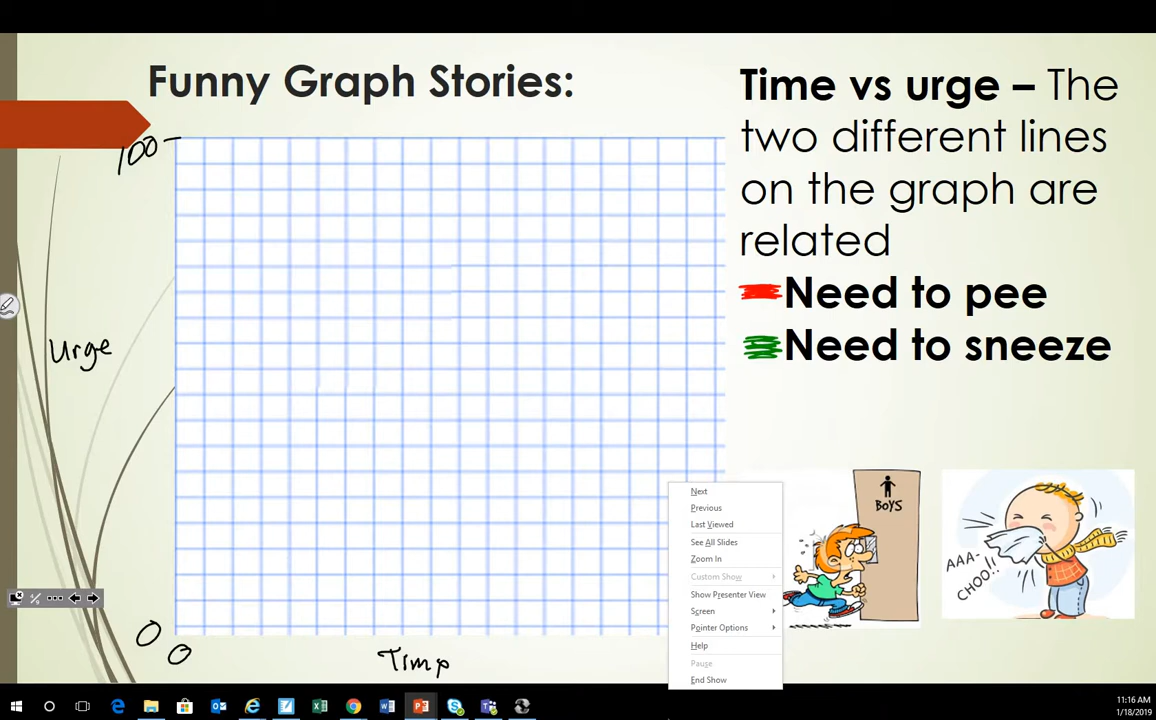 Funny Graph Stories:
Time vs urge – The
two different lines
on the graph are
related
Need to pee
Need to sneeze
100
Urge
0
0
Time
BOYS
AAA-
CHOO!!
Next
Previous
Last Viewed
See All Slides
Zoom In
Custom Show
Show Presenter View
Screen
Pointer Options
Help
Pause
End Show
11:16 AM
1/18/2019